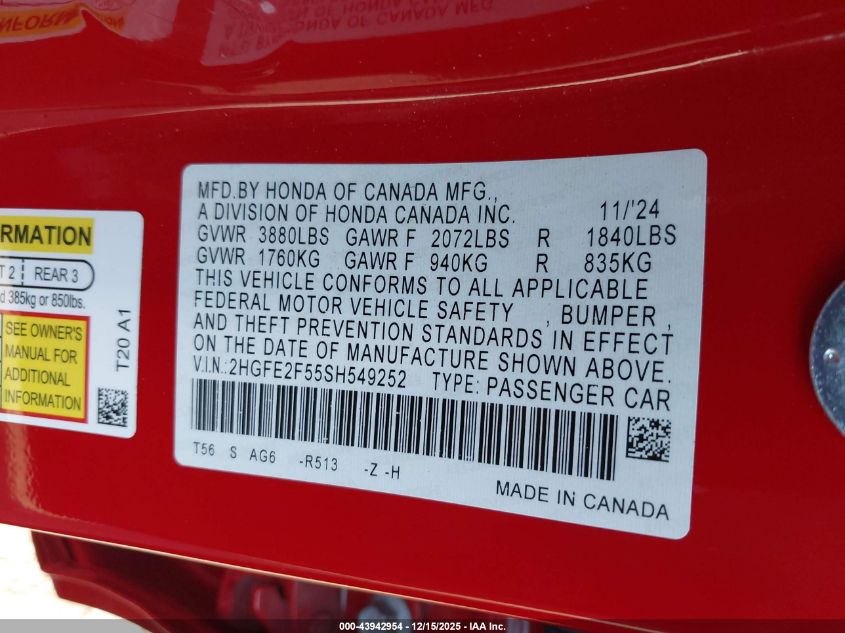 MFD.BY HONDA OF CANADA MFG.,
A DIVISION OF HONDA CANADA INC. 11/'24
GVWR 3880LBS GAWR F 2072LBS R 1840LBS
GVWR 1760KG GAWR F 940KG R 835KG
THIS VEHICLE CONFORMS TO ALL APPLICABLE
FEDERAL MOTOR VEHICLE SAFETY , BUMPER ,
AND THEFT PREVENTION STANDARDS IN EFFECT
ON THE DATE OF MANUFACTURE SHOWN ABOVE.
V.I.N.: 2HGFE2F55SH549252 TYPE: PASSENGER CAR
T56 S AG6 -R513 -Z -H
MADE IN CANADA
RMATION
T 2 REAR 3
d 385kg or 850lbs.
SEE OWNER'S
MANUAL FOR
ADDITIONAL
INFORMATION
T20 A1
000-43942954 - 12/15/2025 - IAA Inc.